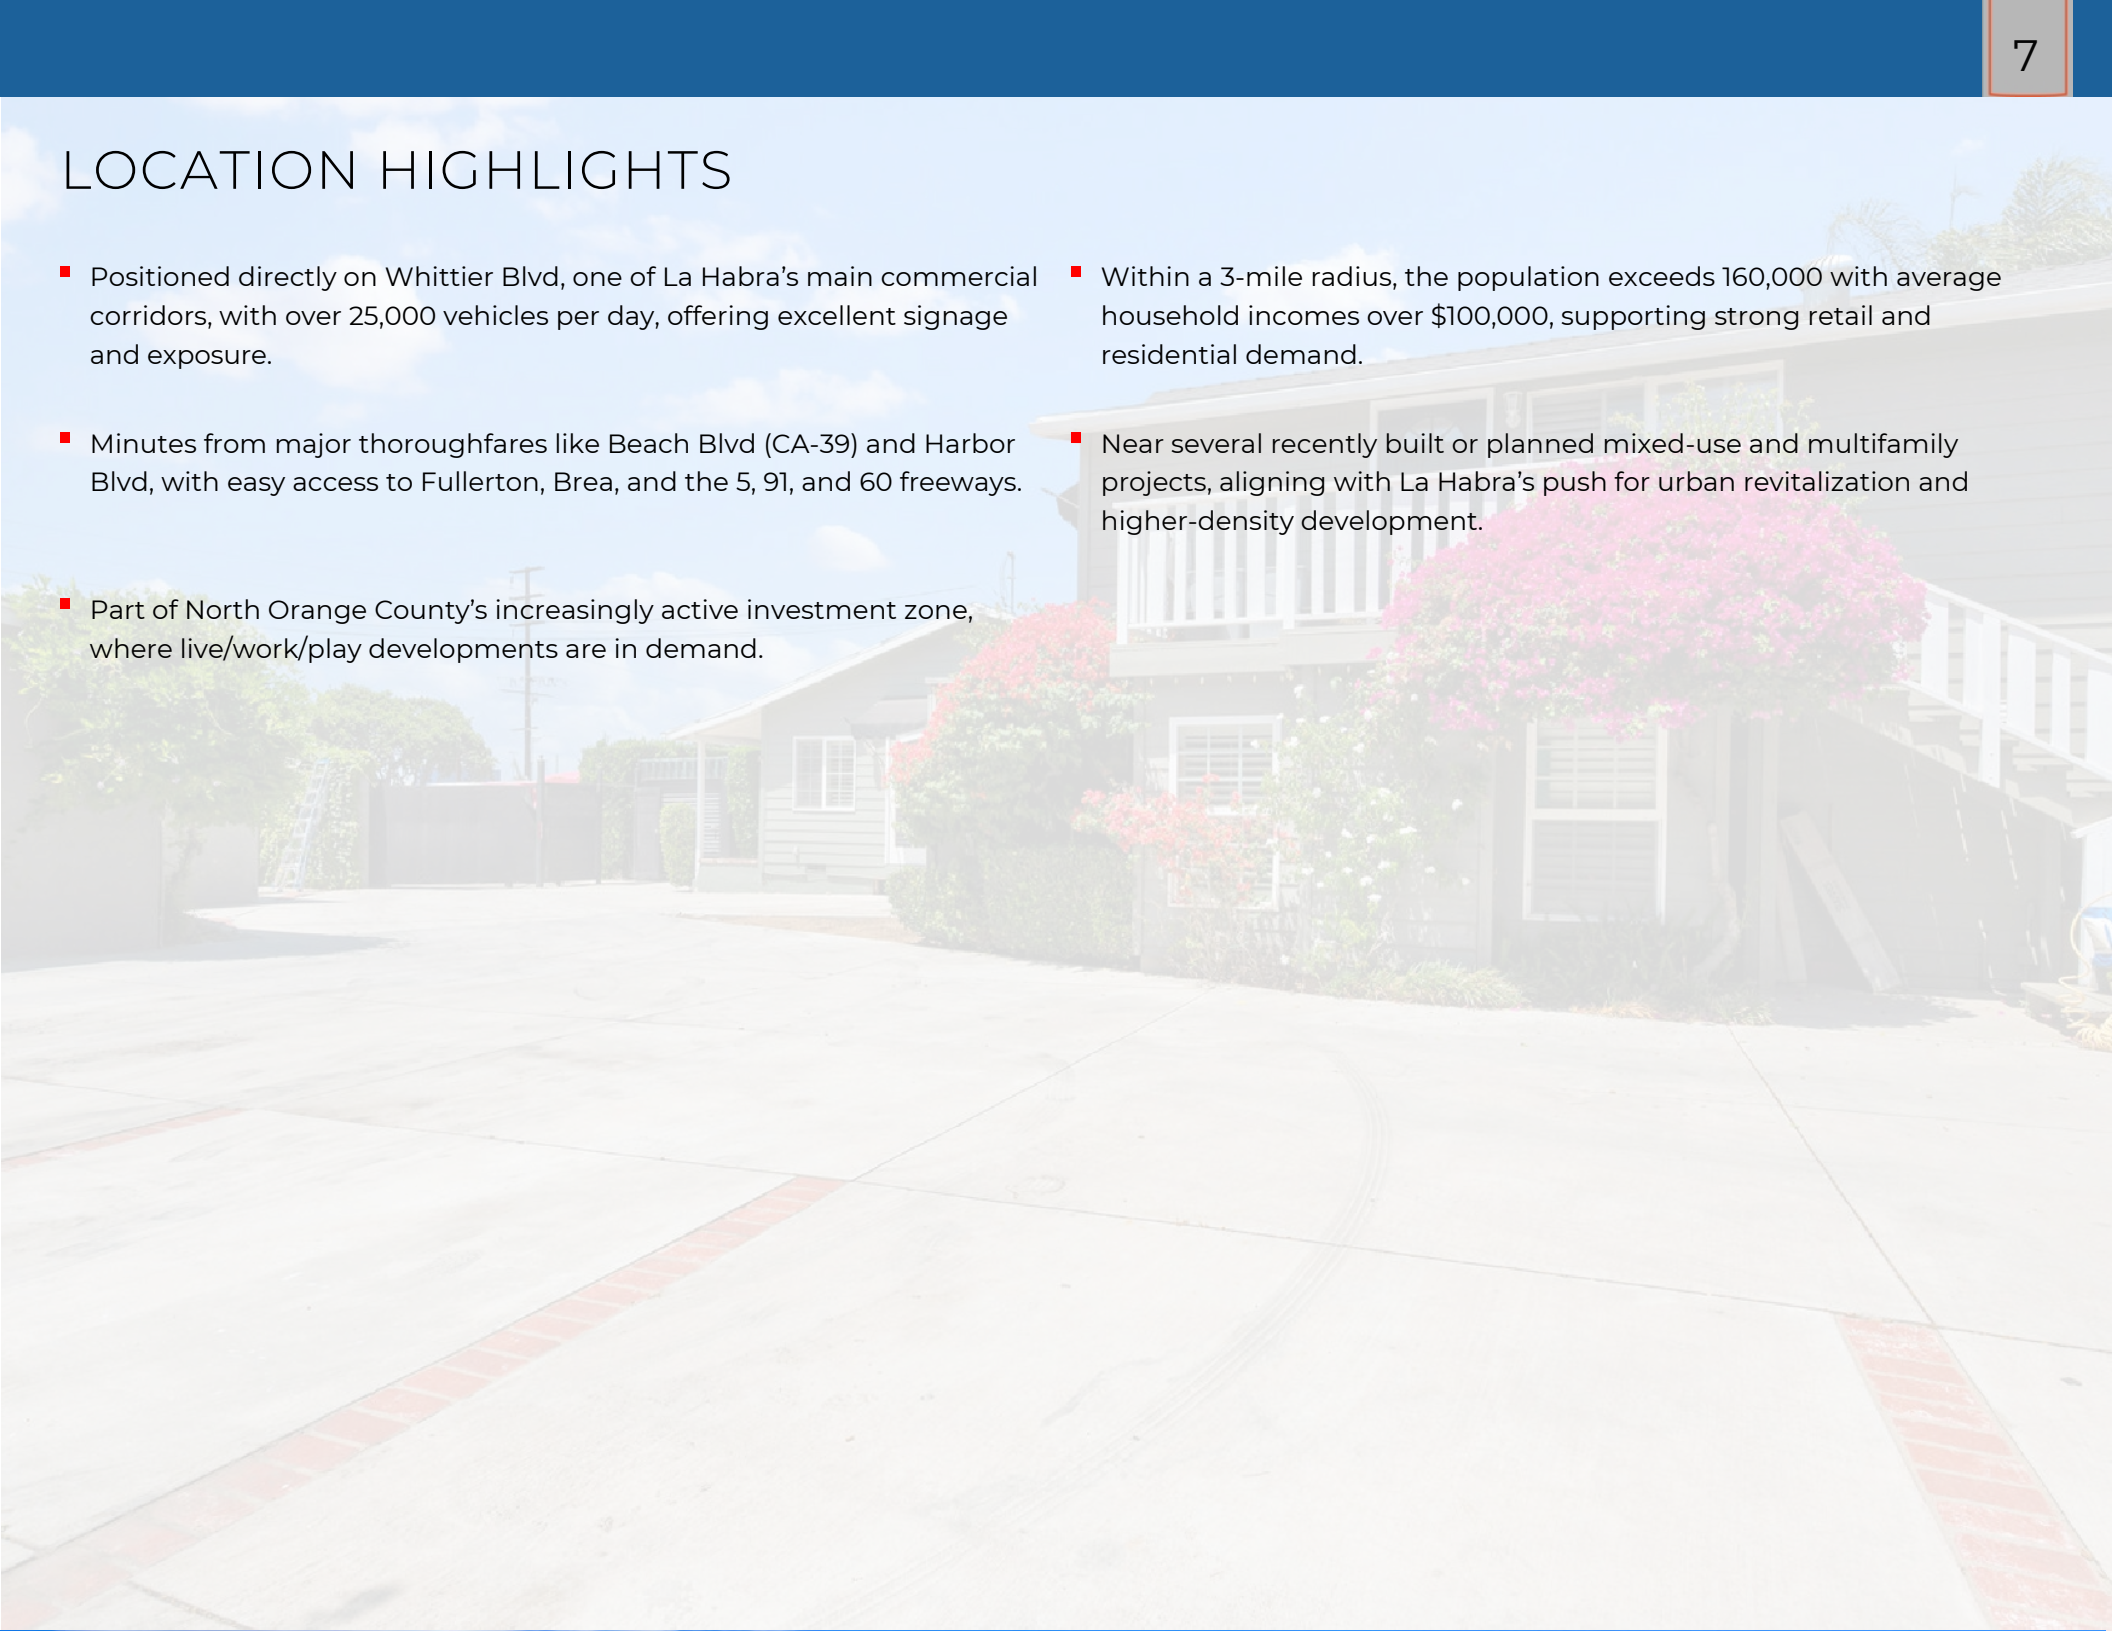 7
LOCATION HIGHLIGHTS
Positioned directly on Whittier Blvd, one of La Habra’s main commercial
corridors, with over 25,000 vehicles per day, offering excellent signage
and exposure.
Minutes from major thoroughfares like Beach Blvd (CA-39) and Harbor
Blvd, with easy access to Fullerton, Brea, and the 5, 91, and 60 freeways.
Part of North Orange County’s increasingly active investment zone,
where live/work/play developments are in demand.
Within a 3-mile radius, the population exceeds 160,000 with average
household incomes over $100,000, supporting strong retail and
residential demand.
Near several recently built or planned mixed-use and multifamily
projects, aligning with La Habra’s push for urban revitalization and
higher-density development.